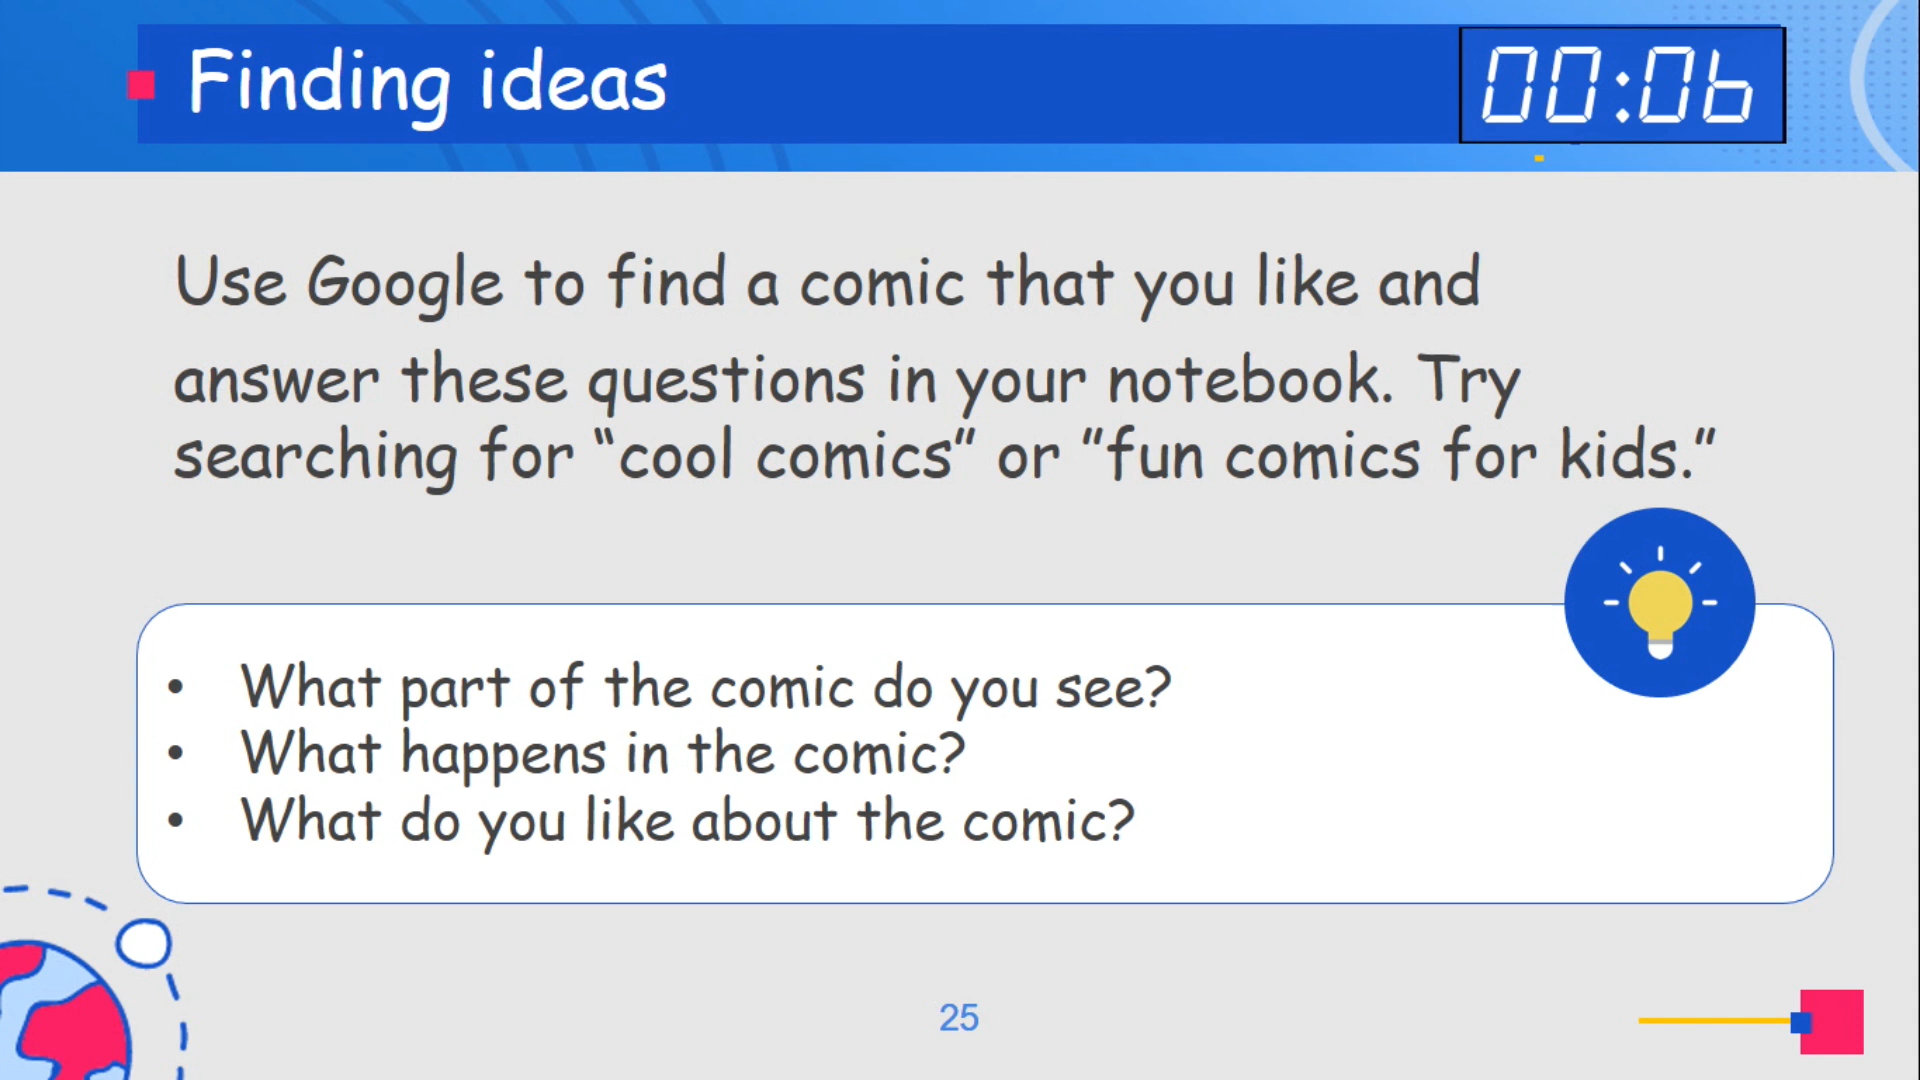 Finding ideas
00:06
Use Google to find a comic that you like and
answer these questions in your notebook. Try
searching for “cool comics” or ”fun comics for kids.”
• What part of the comic do you see?
• What happens in the comic?
• What do you like about the comic?
25